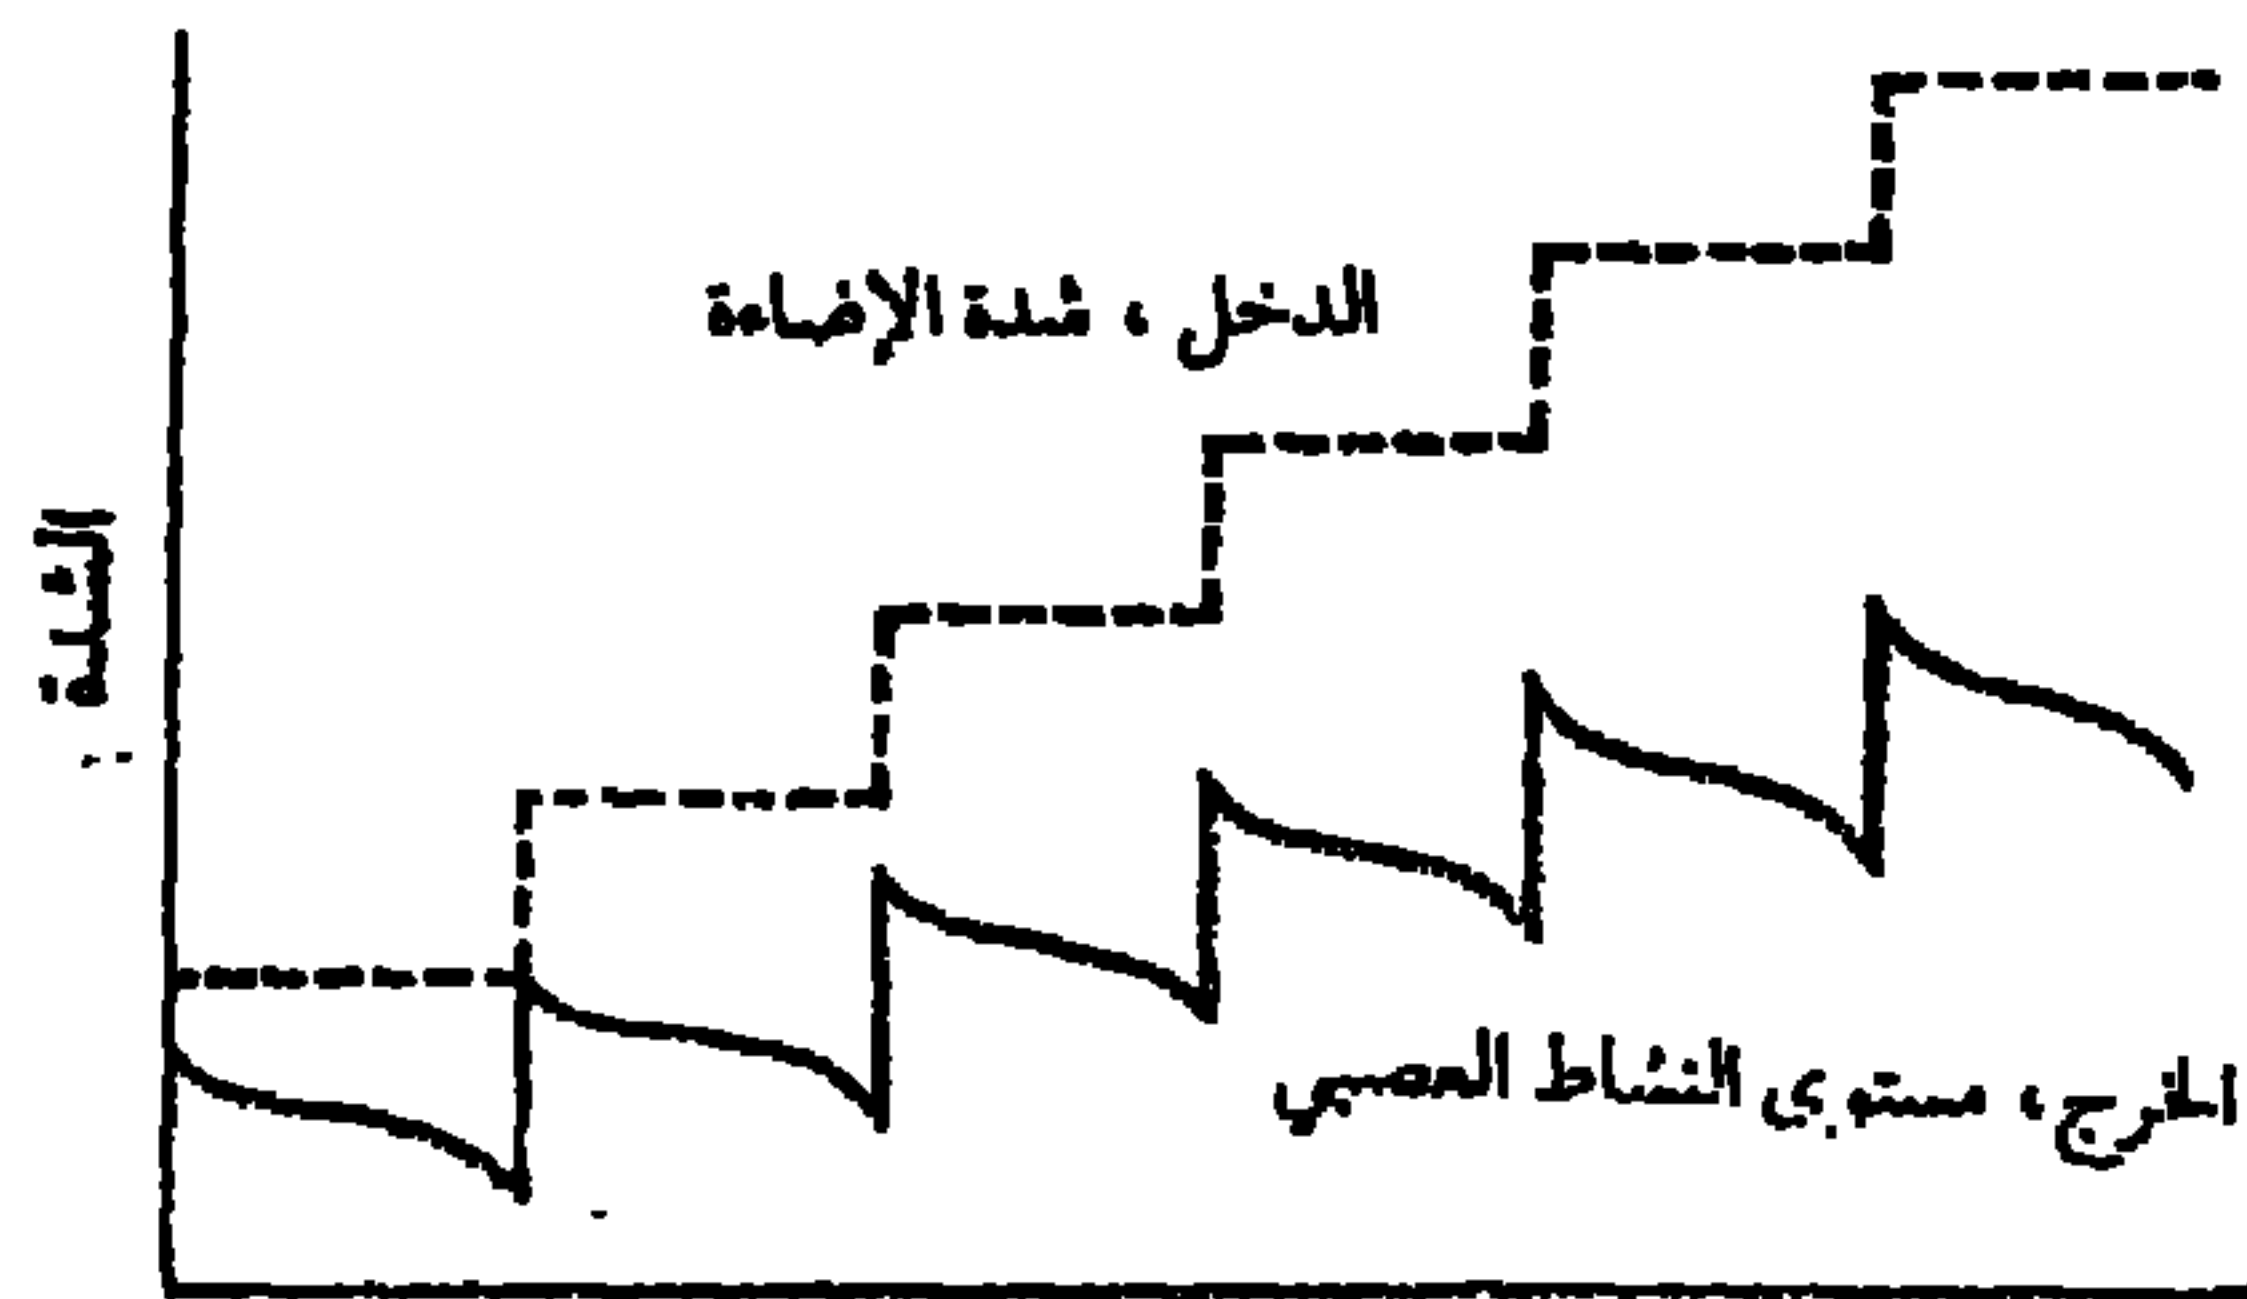 الدخل ، شدة الإضاءة
الشدة
المخرج ، مستوى النشاط العصبي